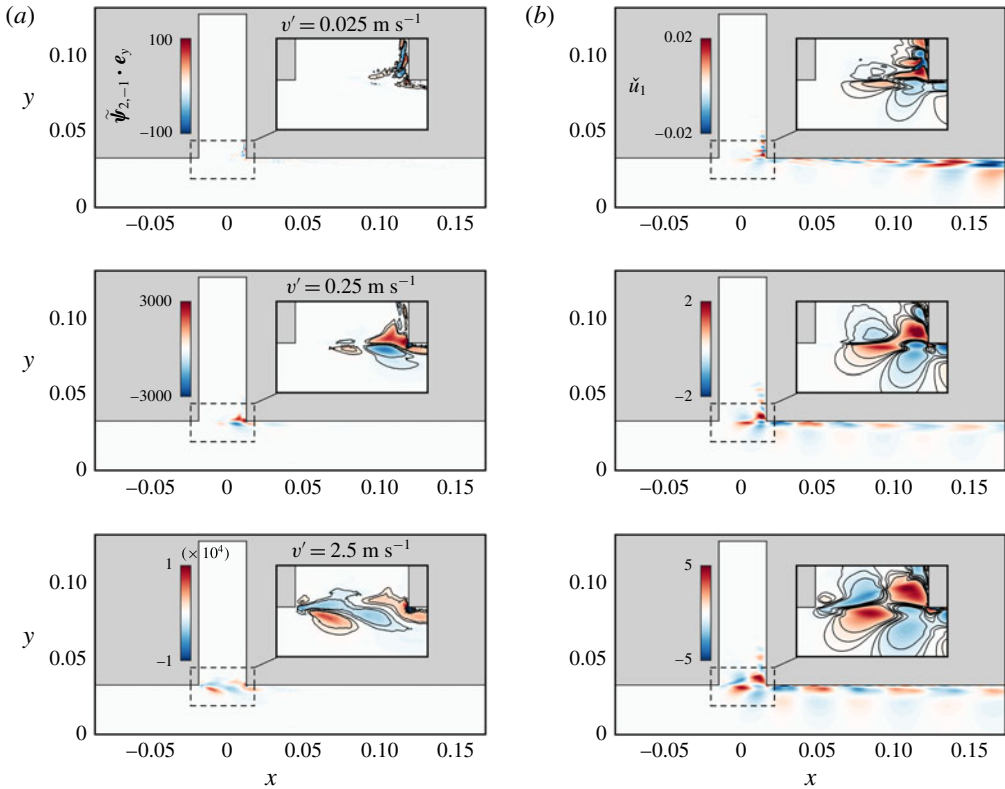 (a) (b)
v′ = 0.025 m s⁻¹
0.10 100 0.02
y ψ̃₂,₋₁ · e_y ǔ₁
0.05 −100 −0.02
0
−0.05 0 0.05 0.10 0.15 −0.05 0 0.05 0.10 0.15
v′ = 0.25 m s⁻¹
0.10 3000 2
y
0.05 −3000 −2
0
−0.05 0 0.05 0.10 0.15 −0.05 0 0.05 0.10 0.15
(× 10⁴) v′ = 2.5 m s⁻¹
0.10 1 5
y
0.05 −1 −5
0
−0.05 0 0.05 0.10 0.15 −0.05 0 0.05 0.10 0.15
x x